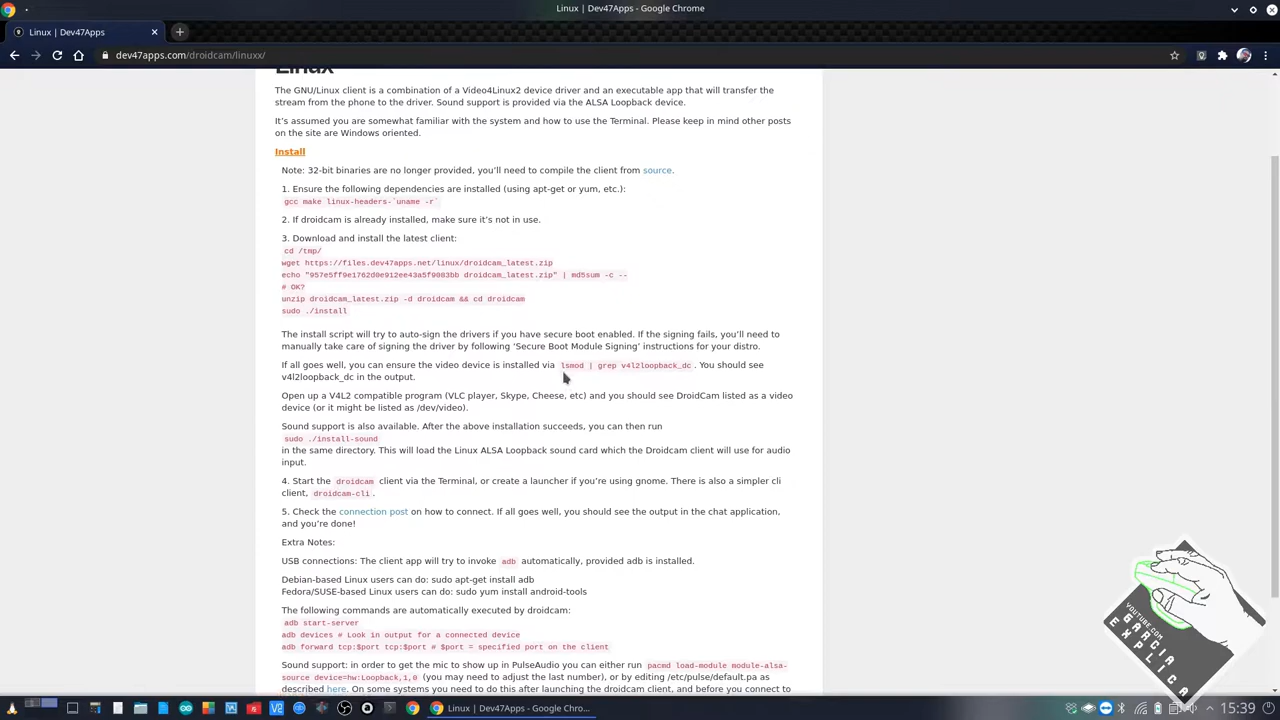 Linux | Dev47Apps - Google Chrome
Linux | Dev47Apps
dev47apps.com/droidcam/linuxx/
Linux
The GNU/Linux client is a combination of a Video4Linux2 device driver and an executable app that will transfer the
stream from the phone to the driver. Sound support is provided via the ALSA Loopback device.
It's assumed you are somewhat familiar with the system and how to use the Terminal. Please keep in mind other posts
on the site are Windows oriented.
Install
Note: 32-bit binaries are no longer provided, you'll need to compile the client from source.
1. Ensure the following dependencies are installed (using apt-get or yum, etc.):
gcc make linux-headers-`uname -r`
2. If droidcam is already installed, make sure it's not in use.
3. Download and install the latest client:
cd /tmp/
wget https://files.dev47apps.net/linux/droidcam_latest.zip
echo "957e5ff9e1762d0e912ee43a5f9083bb droidcam_latest.zip" | md5sum -c --
# OK?
unzip droidcam_latest.zip -d droidcam && cd droidcam
sudo ./install
The install script will try to auto-sign the drivers if you have secure boot enabled. If the signing fails, you'll need to
manually take care of signing the driver by following 'Secure Boot Module Signing' instructions for your distro.
If all goes well, you can ensure the video device is installed via lsmod | grep v4l2loopback_dc. You should see
v4l2loopback_dc in the output.
Open up a V4L2 compatible program (VLC player, Skype, Cheese, etc) and you should see DroidCam listed as a video
device (or it might be listed as /dev/video).
Sound support is also available. After the above installation succeeds, you can then run
sudo ./install-sound
in the same directory. This will load the Linux ALSA Loopback sound card which the Droidcam client will use for audio
input.
4. Start the droidcam client via the Terminal, or create a launcher if you're using gnome. There is also a simpler cli
client, droidcam-cli.
5. Check the connection post on how to connect. If all goes well, you should see the output in the chat application,
and you're done!
Extra Notes:
USB connections: The client app will try to invoke adb automatically, provided adb is installed.
Debian-based Linux users can do: sudo apt-get install adb
Fedora/SUSE-based Linux users can do: sudo yum install android-tools
The following commands are automatically executed by droidcam:
adb start-server
adb devices # Look in output for a connected device
adb forward tcp:$port tcp:$port # $port = specified port on the client
Sound support: in order to get the mic to show up in PulseAudio you can either run pacmd load-module module-alsa-
source device=hw:Loopback,1,0 (you may need to adjust the last number), or by editing /etc/pulse/default.pa as
described here. On some systems you need to do this after launching the droidcam client, and before you connect to
YOUTUBE.COM
GARCIA
EXPLICA
Linux | Dev47Apps - Google Chro...
15:39